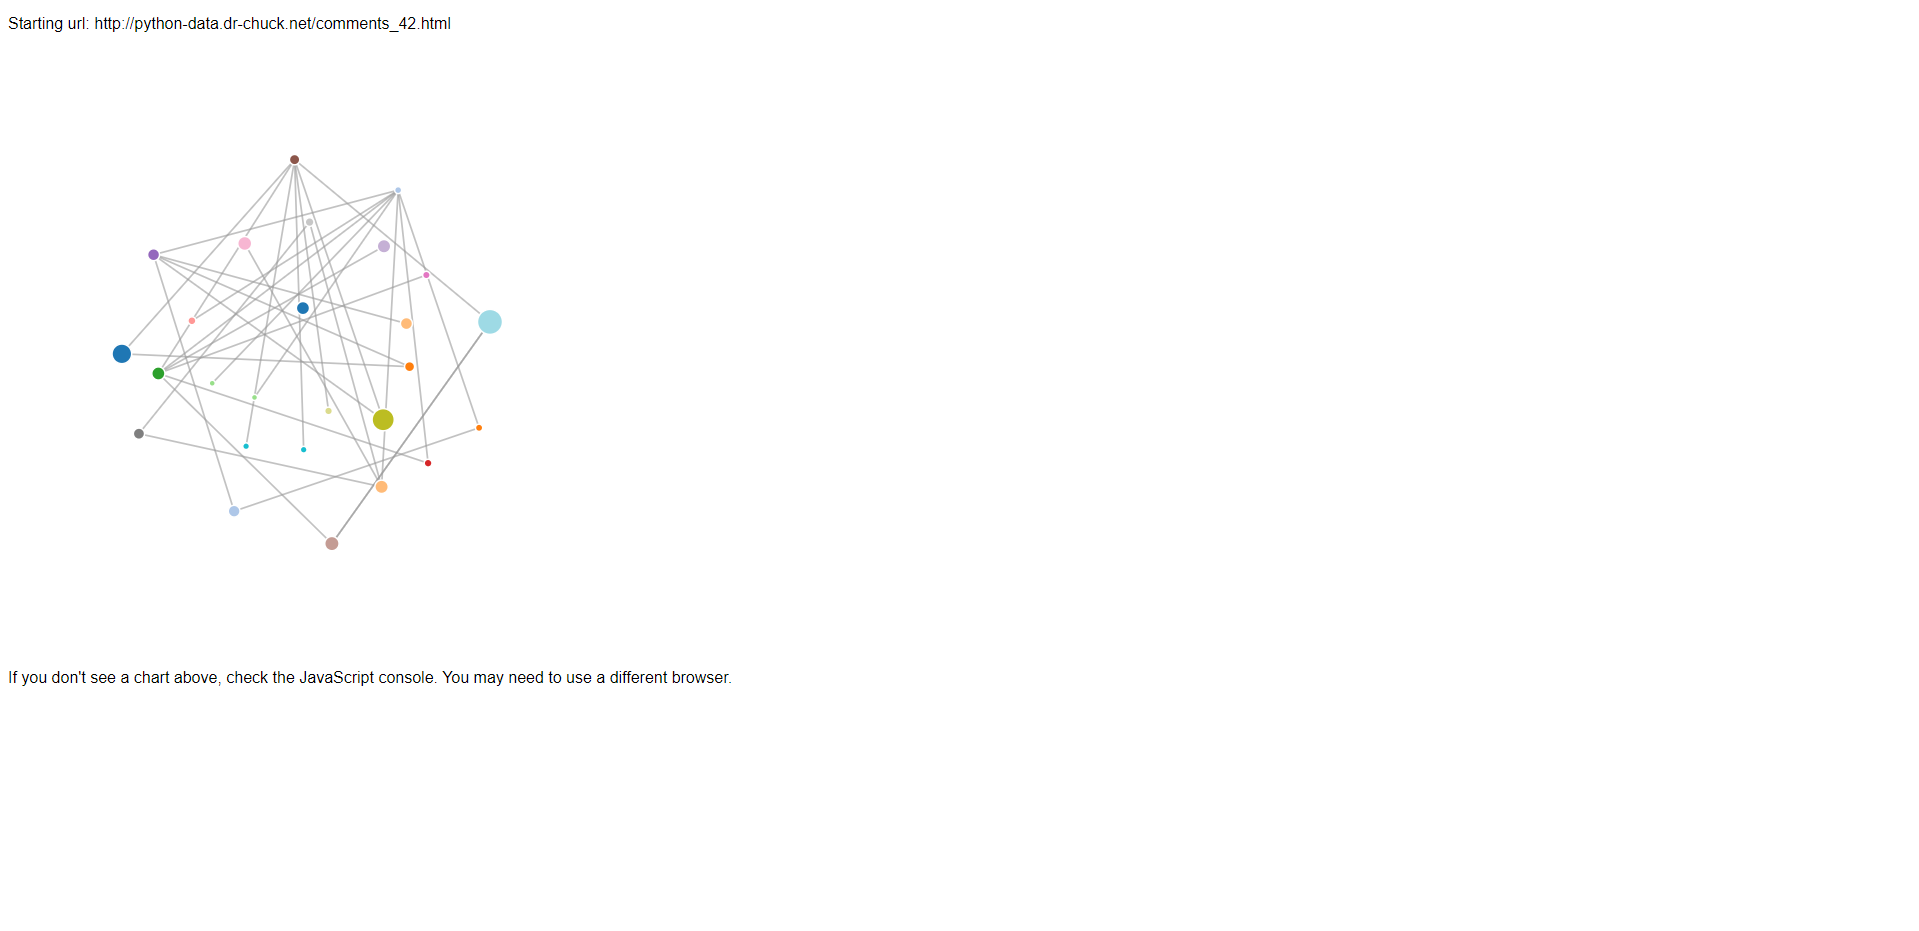 Starting url: http://python-data.dr-chuck.net/comments_42.html
If you don't see a chart above, check the JavaScript console. You may need to use a different browser.